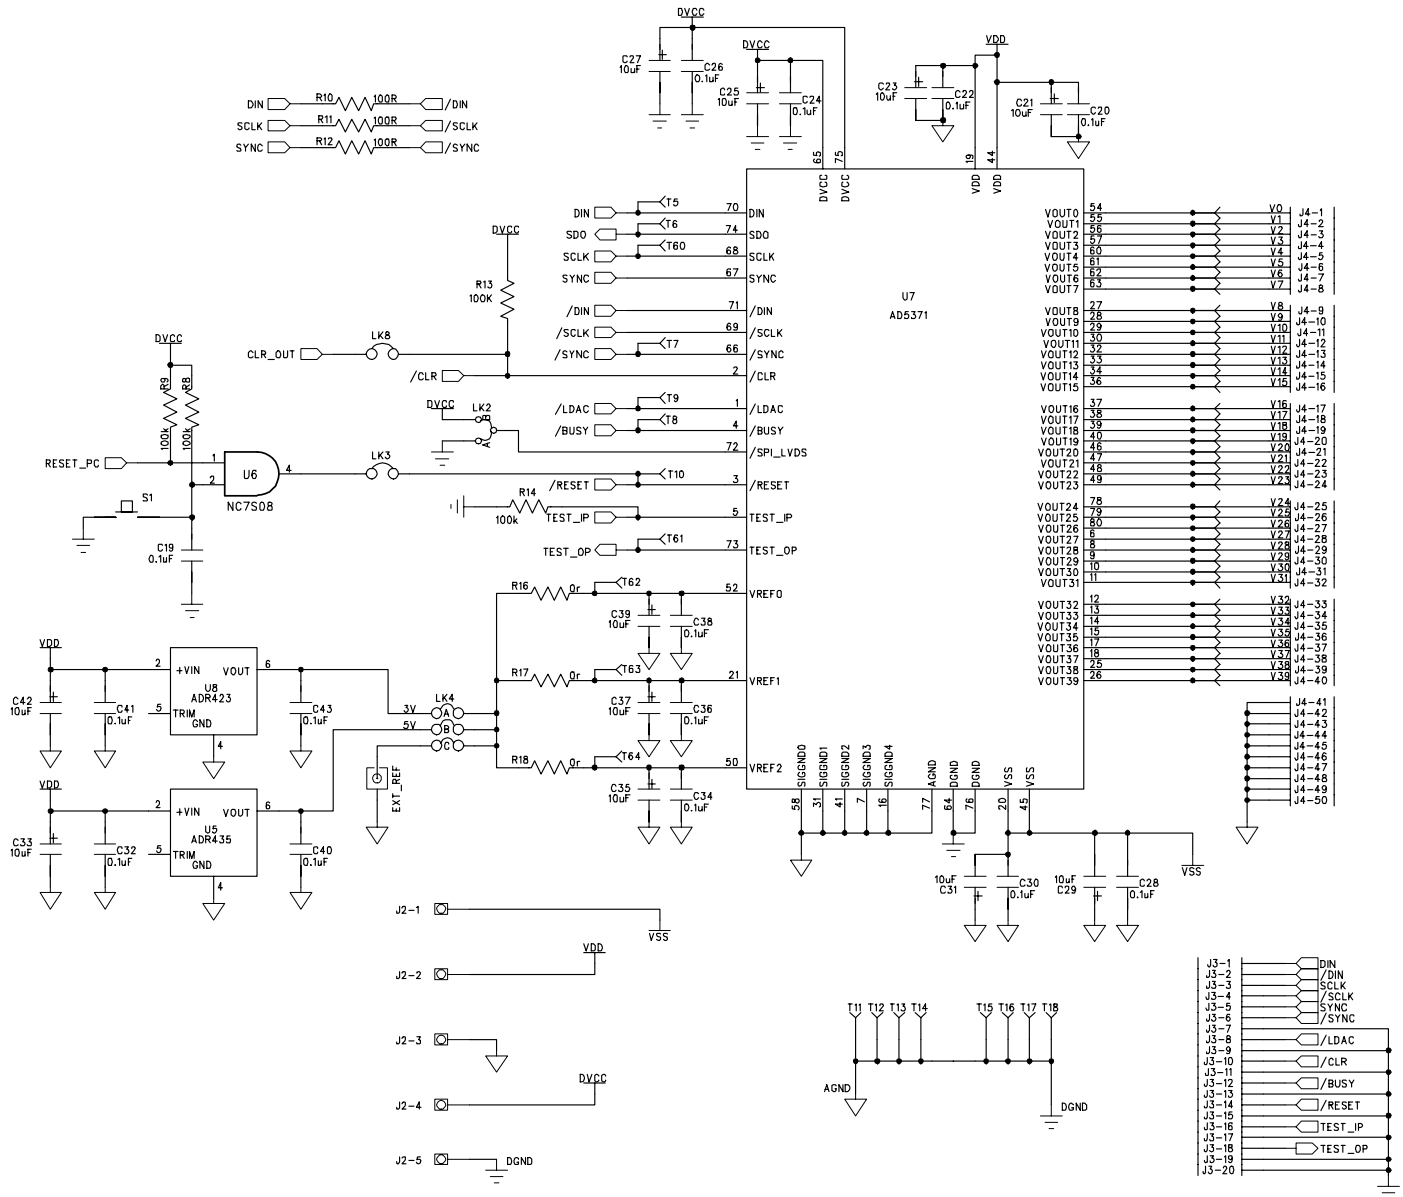 DVCC
C27
10uF
C26
0.1uF
DVCC
C25
10uF
C24
0.1uF
VDD
C23
10uF
C22
0.1uF
C21
10uF
C20
0.1uF
DIN R10 100R /DIN
SCLK R11 100R /SCLK
SYNC R12 100R /SYNC
65 75 19 44
DVCC DVCC VDD VDD
U7
AD5371
DIN T5 70 DIN
SDO T6 74 SDO
SCLK T60 68 SCLK
SYNC 67 SYNC
/DIN 71 /DIN
/SCLK 69 /SCLK
/SYNC T7 66 /SYNC
DVCC
R13
100K
CLR_OUT LK8
/CLR 2 /CLR
/LDAC T9 1 /LDAC
/BUSY T8 4 /BUSY
DVCC LK2 B A 72 /SPI_LVDS
DVCC
R9 R8
100k 100k
RESET_PC 1 2 U6 4 LK3
NC7S08
/RESET T10 3 /RESET
S1
C19
0.1uF
R14
100k
TEST_IP 5 TEST_IP
TEST_OP T61 73 TEST_OP
R16 0r T62 52 VREF0
C39
10uF
C38
0.1uF
R17 0r T63 21 VREF1
C37
10uF
C36
0.1uF
R18 0r T64 50 VREF2
C35
10uF
C34
0.1uF
VDD
C42
10uF
C41
0.1uF
2 +VIN VOUT 6
U8
ADR423
5 TRIM
GND
4
C43
0.1uF
3V LK4 A
5V B
C
EXT_REF
VDD
C33
10uF
C32
0.1uF
2 +VIN VOUT 6
U5
ADR435
5 TRIM
GND
4
C40
0.1uF
VOUT0 54 V0 J4-1
VOUT1 55 V1 J4-2
VOUT2 56 V2 J4-3
VOUT3 57 V3 J4-4
VOUT4 60 V4 J4-5
VOUT5 61 V5 J4-6
VOUT6 62 V6 J4-7
VOUT7 63 V7 J4-8
VOUT8 27 V8 J4-9
VOUT9 28 V9 J4-10
VOUT10 29 V10 J4-11
VOUT11 30 V11 J4-12
VOUT12 32 V12 J4-13
VOUT13 33 V13 J4-14
VOUT14 34 V14 J4-15
VOUT15 36 V15 J4-16
VOUT16 37 V16 J4-17
VOUT17 38 V17 J4-18
VOUT18 39 V18 J4-19
VOUT19 40 V19 J4-20
VOUT20 46 V20 J4-21
VOUT21 47 V21 J4-22
VOUT22 48 V22 J4-23
VOUT23 49 V23 J4-24
VOUT24 78 V24 J4-25
VOUT25 79 V25 J4-26
VOUT26 80 V26 J4-27
VOUT27 6 V27 J4-28
VOUT28 8 V28 J4-29
VOUT29 9 V29 J4-30
VOUT30 10 V30 J4-31
VOUT31 11 V31 J4-32
VOUT32 12 V32 J4-33
VOUT33 13 V33 J4-34
VOUT34 14 V34 J4-35
VOUT35 15 V35 J4-36
VOUT36 17 V36 J4-37
VOUT37 18 V37 J4-38
VOUT38 25 V38 J4-39
VOUT39 26 V39 J4-40
J4-41
J4-42
J4-43
J4-44
J4-45
J4-46
J4-47
J4-48
J4-49
J4-50
SIGGND0 SIGGND1 SIGGND2 SIGGND3 SIGGND4 AGND DGND DGND VSS VSS
58 31 41 7 16 77 64 76 20 45
10uF
C31
C30
0.1uF
10uF
C29
C28
0.1uF
VSS
J2-1 VSS
J2-2 VDD
J2-3
J2-4 DVCC
J2-5 DGND
T11 T12 T13 T14 T15 T16 T17 T18
AGND DGND
J3-1 DIN
J3-2 /DIN
J3-3 SCLK
J3-4 /SCLK
J3-5 SYNC
J3-6 /SYNC
J3-7
J3-8 /LDAC
J3-9
J3-10 /CLR
J3-11
J3-12 /BUSY
J3-13
J3-14 /RESET
J3-15
J3-16 TEST_IP
J3-17
J3-18 TEST_OP
J3-19
J3-20